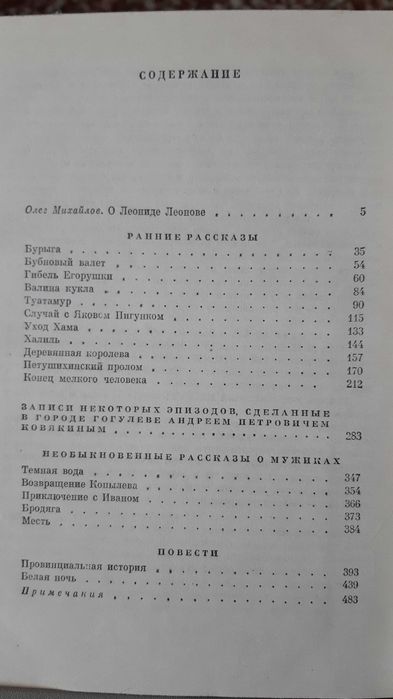 СОДЕРЖАНИЕ
Олег Михайлов. О Леониде Леонове . . . . . . . . . . 5
РАННИЕ РАССКАЗЫ
Бурыга . . . . . . . . . . . . . . . . . . 35
Бубновый валет . . . . . . . . . . . . . . 54
Гибель Егорушки . . . . . . . . . . . . . . 60
Валина кукла . . . . . . . . . . . . . . . 84
Туатамур . . . . . . . . . . . . . . . . . 90
Случай с Яковом Пигунком . . . . . . . . . . 115
Уход Хама . . . . . . . . . . . . . . . . . 133
Халиль . . . . . . . . . . . . . . . . . . 144
Деревянная королева . . . . . . . . . . . . 157
Петушихинский пролом . . . . . . . . . . . . 170
Конец мелкого человека . . . . . . . . . . . 212
ЗАПИСИ НЕКОТОРЫХ ЭПИЗОДОВ, СДЕЛАННЫЕ
В ГОРОДЕ ГОГУЛЕВЕ АНДРЕЕМ ПЕТРОВИЧЕМ
КОВЯКИНЫМ . . . . . . . . . . . . . . . . . 283
НЕОБЫКНОВЕННЫЕ РАССКАЗЫ О МУЖИКАХ
Темная вода . . . . . . . . . . . . . . . . 347
Возвращение Копылева . . . . . . . . . . . . 354
Приключение с Иваном . . . . . . . . . . . . 366
Бродяга . . . . . . . . . . . . . . . . . . 373
Месть . . . . . . . . . . . . . . . . . . . 384
ПОВЕСТИ
Провинциальная история . . . . . . . . . . . 393
Белая ночь . . . . . . . . . . . . . . . . . 439
Примечания . . . . . . . . . . . . . . . . . 483